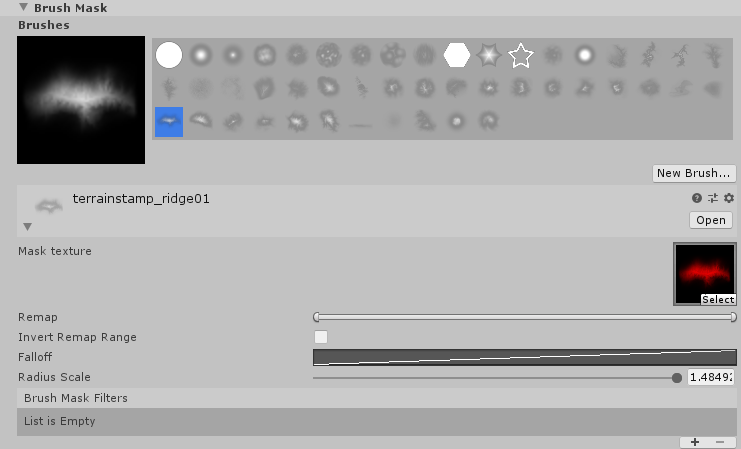 Brush Mask
Brushes
New Brush...
terrainstamp_ridge01
Open
Mask texture
Select
Remap
Invert Remap Range
Falloff
Radius Scale
1.4849
Brush Mask Filters
List is Empty